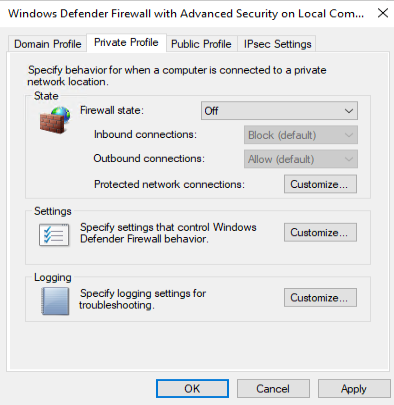 Windows Defender Firewall with Advanced Security on Local Com...
Domain Profile Private Profile Public Profile IPsec Settings
Specify behavior for when a computer is connected to a private
network location.
State
Firewall state: Off
Inbound connections: Block (default)
Outbound connections: Allow (default)
Protected network connections: Customize...
Settings
Specify settings that control Windows
Defender Firewall behavior.
Customize...
Logging
Specify logging settings for
troubleshooting.
Customize...
OK Cancel Apply